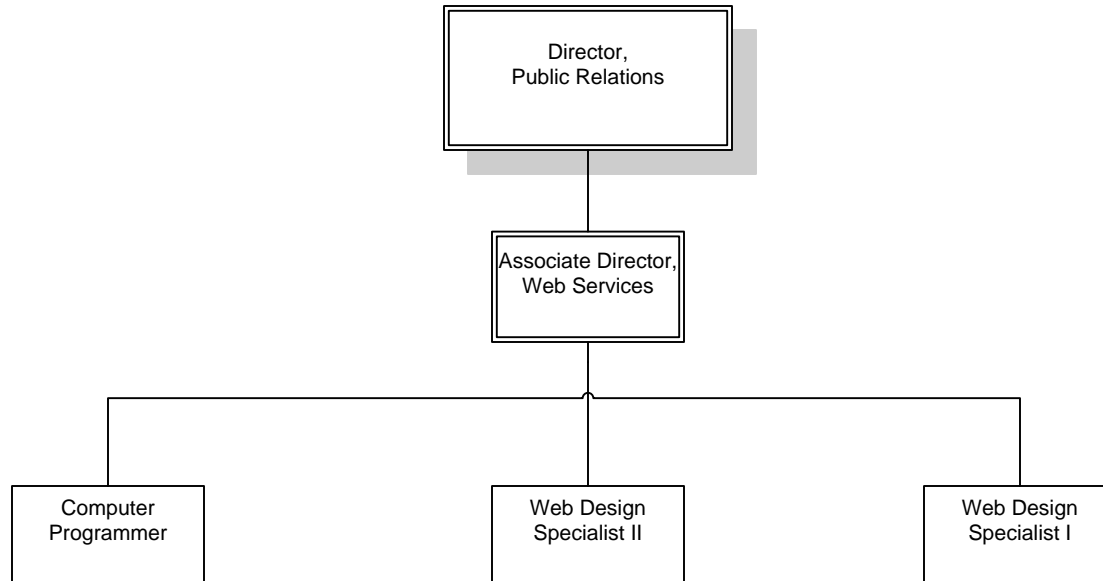 Director,
Public Relations
Associate Director,
Web Services
Computer
Programmer
Web Design
Specialist II
Web Design
Specialist I